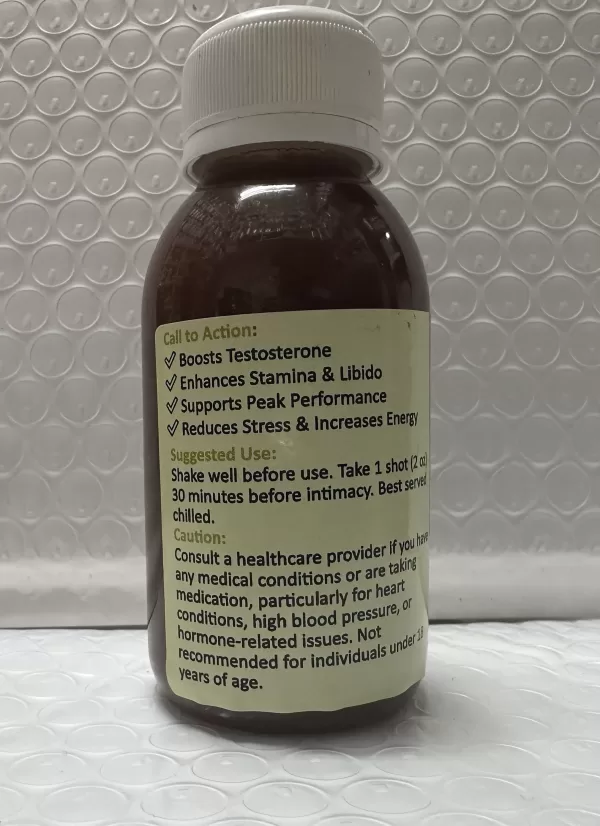 Call to Action:
Boosts Testosterone
Enhances Stamina & Libido
Supports Peak Performance
Reduces Stress & Increases Energy
Suggested Use:
Shake well before use. Take 1 shot (2 oz)
30 minutes before intimacy. Best served
chilled.
Caution:
Consult a healthcare provider if you have
any medical conditions or are taking
medication, particularly for heart
conditions, high blood pressure, or
hormone-related issues. Not
recommended for individuals under 18
years of age.